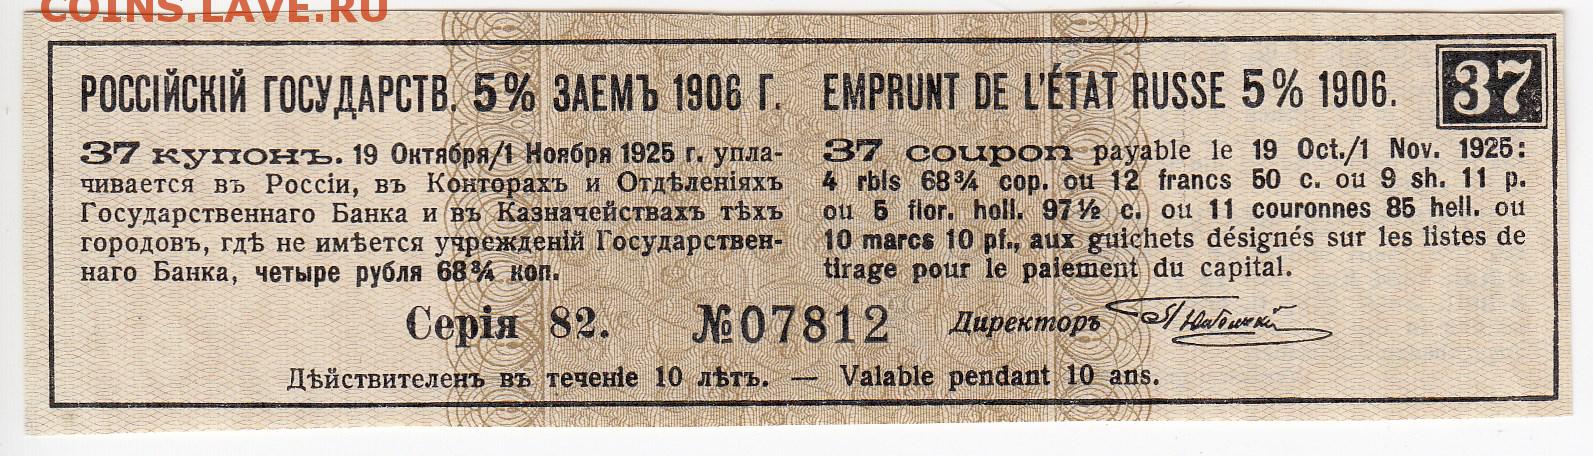 COINS.LAVE.RU
РОССІЙСКІЙ ГОСУДАРСТВ. 5% ЗАЕМЪ 1906 Г.
37 купонъ. 19 Октября/1 Ноября 1925 г. упла-
чивается въ Россіи, въ Конторахъ и Отдѣленіяхъ
Государственнаго Банка и въ Казначействахъ тѣхъ
городовъ, гдѣ не имѣется учрежденій Государствен-
наго Банка, четыре рубля 68¾ коп.
EMPRUNT DE L'ÉTAT RUSSE 5% 1906.
37
37 coupon payable le 19 Oct./1 Nov. 1925:
4 rbls 68¾ cop. ou 12 francs 50 c. ou 9 sh. 11 p.
ou 5 flor. holl. 97½ c. ou 11 couronnes 85 hell. ou
10 marcs 10 pf., aux guichets désignés sur les listes de
tirage pour le paiement du capital.
Серія 82. №07812 Директоръ
Дѣйствителенъ въ теченіе 10 лѣтъ. — Valable pendant 10 ans.